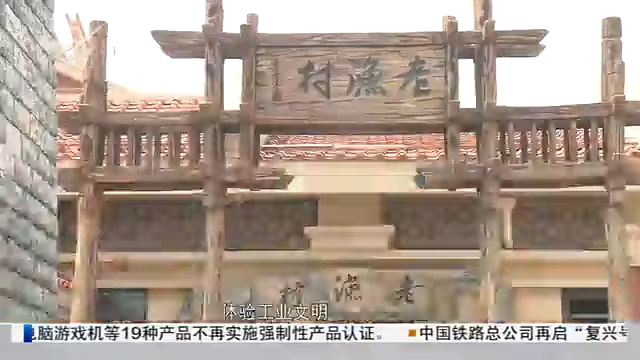 老漁村
老漁村
体验工业文明
脑游戏机等19种产品不再实施强制性产品认证。 ■中国铁路总公司再启“复兴号